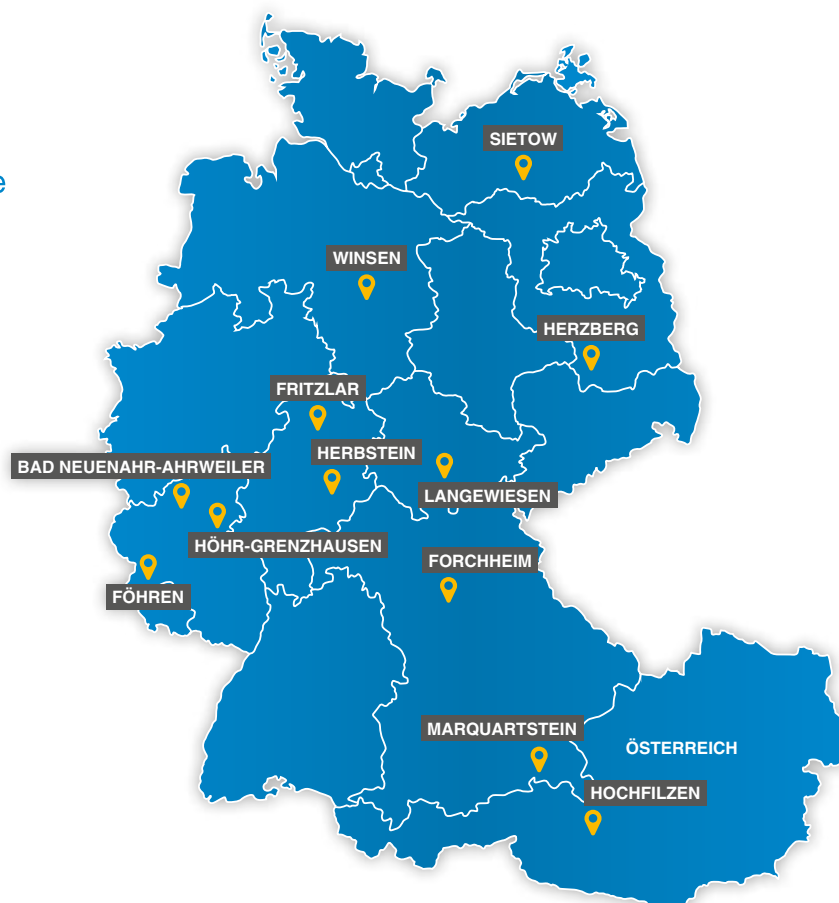 SIETOW
e
WINSEN
HERZBERG
FRITZLAR
HERBSTEIN
BAD NEUENAHR-AHRWEILER
LANGEWIESEN
HÖHR-GRENZHAUSEN
FORCHHEIM
FÖHREN
MARQUARTSTEIN
ÖSTERREICH
HOCHFILZEN